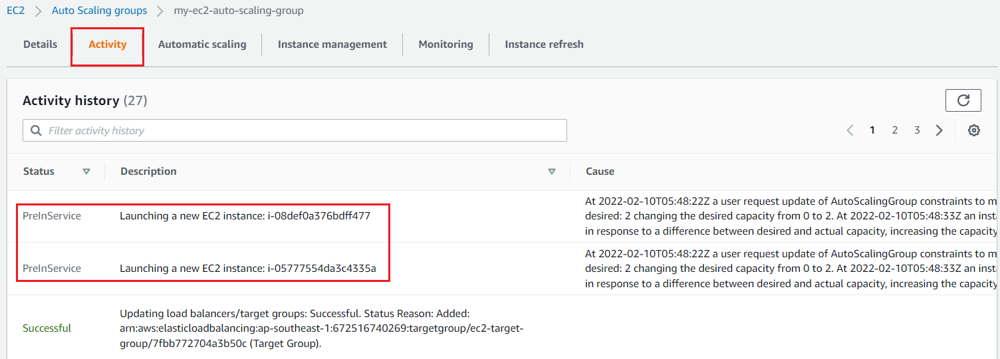 EC2 > Auto Scaling groups > my-ec2-auto-scaling-group
Details Activity Automatic scaling Instance management Monitoring Instance refresh
Activity history (27)
Filter activity history
1 2 3
Status Description Cause
At 2022-02-10T05:48:22Z a user request update of AutoScalingGroup constraints to m
PreInService Launching a new EC2 instance: i-08def0a376bdff477 desired: 2 changing the desired capacity from 0 to 2. At 2022-02-10T05:48:33Z an inst
in response to a difference between desired and actual capacity, increasing the capacity
At 2022-02-10T05:48:22Z a user request update of AutoScalingGroup constraints to m
PreInService Launching a new EC2 instance: i-05777554da3c4335a desired: 2 changing the desired capacity from 0 to 2. At 2022-02-10T05:48:33Z an inst
in response to a difference between desired and actual capacity, increasing the capacity
Updating load balancers/target groups: Successful. Status Reason: Added:
Successful arn:aws:elasticloadbalancing:ap-southeast-1:672516740269:targetgroup/ec2-target-
group/7fbb772704a3b50c (Target Group).